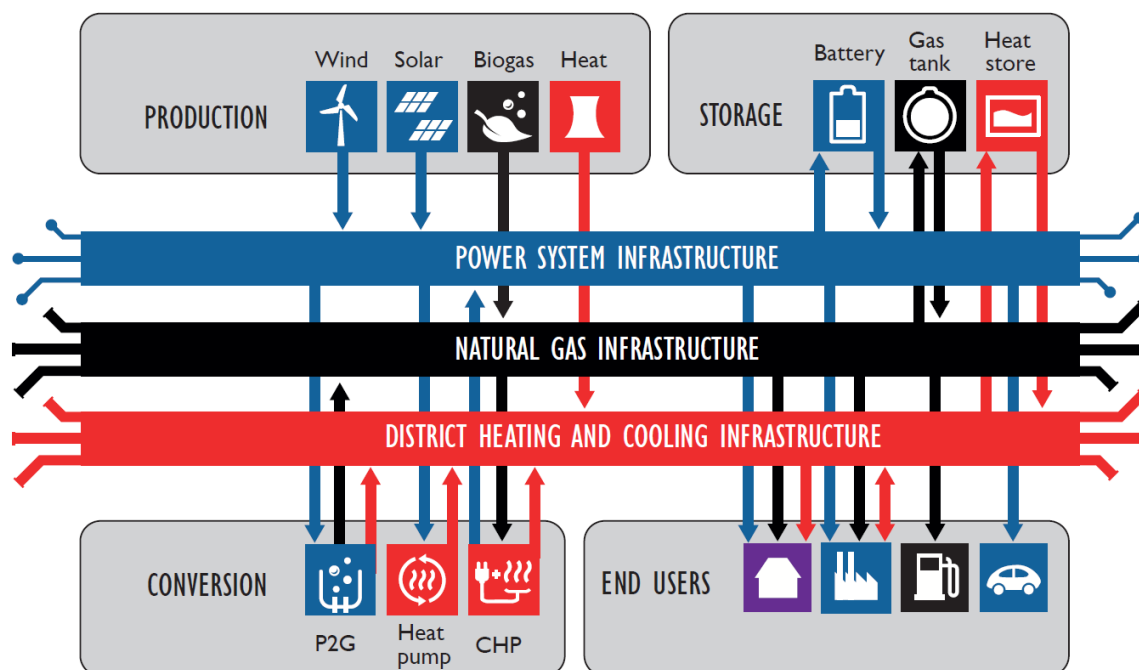 PRODUCTION
Wind
Solar
Biogas
Heat
STORAGE
Battery
Gas
tank
Heat
store
POWER SYSTEM INFRASTRUCTURE
NATURAL GAS INFRASTRUCTURE
DISTRICT HEATING AND COOLING INFRASTRUCTURE
CONVERSION
P2G
Heat
pump
CHP
END USERS